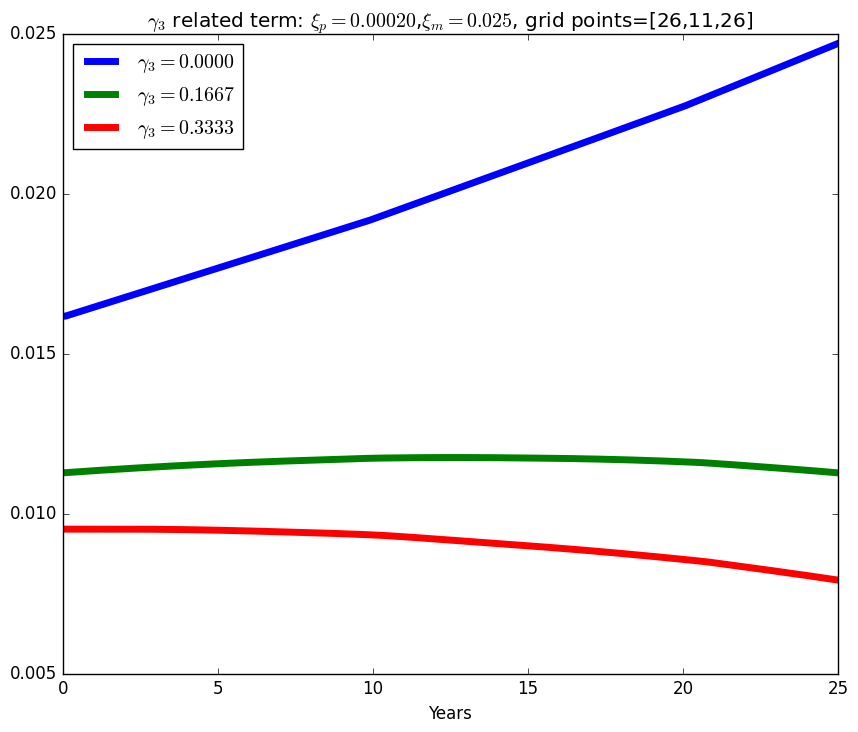 γ₃ related term: ξₚ = 0.00020,ξₘ = 0.025, grid points=[26,11,26]
γ₃ = 0.0000
γ₃ = 0.1667
γ₃ = 0.3333
0.025
0.020
0.015
0.010
0.005
0 5 10 15 20 25
Years